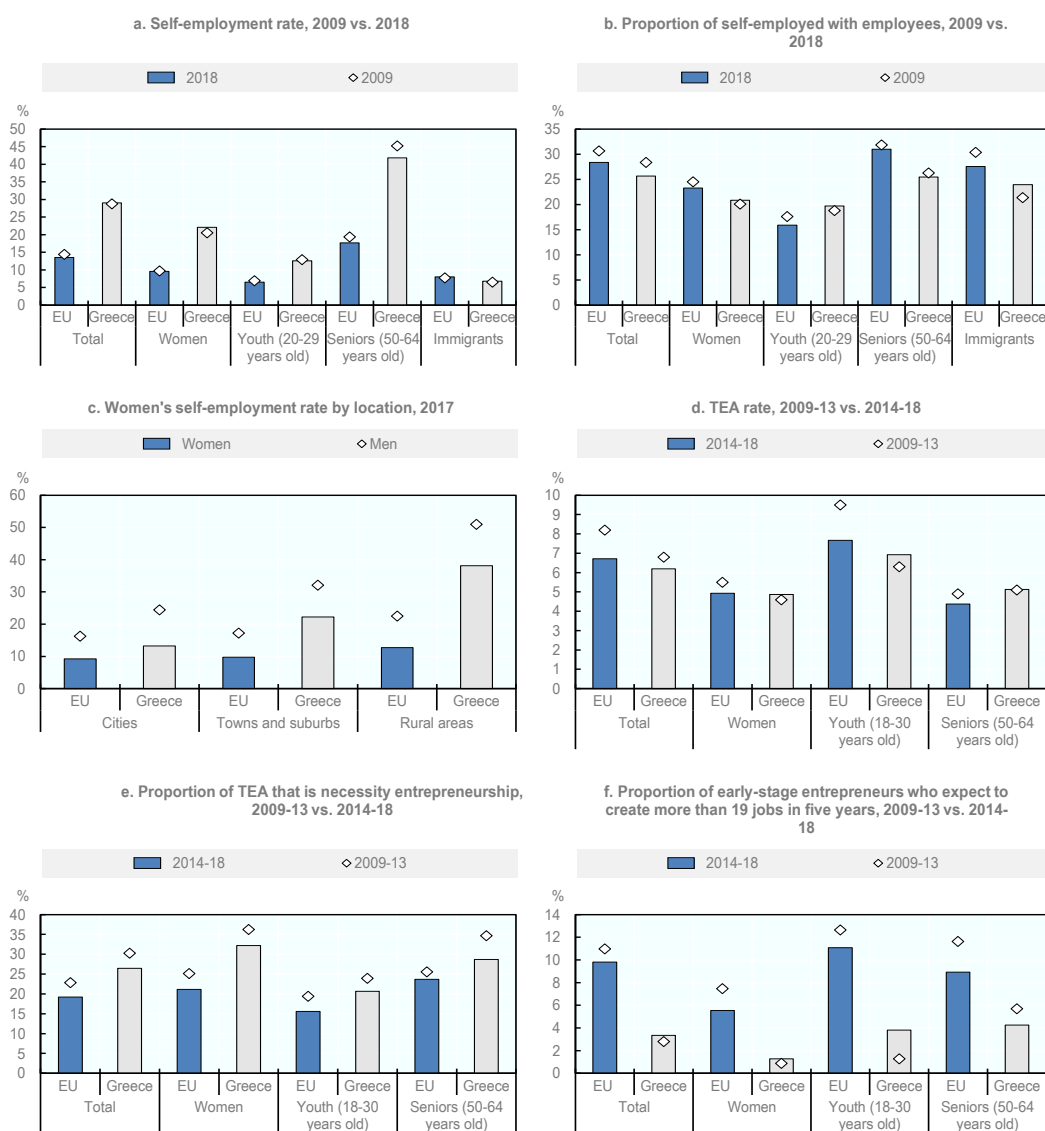 a. Self-employment rate, 2009 vs. 2018
2018 2009
%
50
45
40
35
30
25
20
15
10
5
0
EU Greece EU Greece EU Greece EU Greece EU Greece
Total Women Youth (20-29 Seniors (50-64 Immigrants
years old) years old)
b. Proportion of self-employed with employees, 2009 vs.
2018
2018 2009
%
35
30
25
20
15
10
5
0
EU Greece EU Greece EU Greece EU Greece EU Greece
Total Women Youth (20-29 Seniors (50-64 Immigrants
years old) years old)
c. Women's self-employment rate by location, 2017
Women Men
%
60
50
40
30
20
10
0
EU Greece EU Greece EU Greece
Cities Towns and suburbs Rural areas
d. TEA rate, 2009-13 vs. 2014-18
2014-18 2009-13
%
10
9
8
7
6
5
4
3
2
1
0
EU Greece EU Greece EU Greece EU Greece
Total Women Youth (18-30 Seniors (50-64
years old) years old)
e. Proportion of TEA that is necessity entrepreneurship,
2009-13 vs. 2014-18
2014-18 2009-13
%
40
35
30
25
20
15
10
5
0
EU Greece EU Greece EU Greece EU Greece
Total Women Youth (18-30 Seniors (50-64
years old) years old)
f. Proportion of early-stage entrepreneurs who expect to
create more than 19 jobs in five years, 2009-13 vs. 2014-
18
2014-18 2009-13
%
14
12
10
8
6
4
2
0
EU Greece EU Greece EU Greece EU Greece
Total Women Youth (18-30 Seniors (50-64
years old) years old)